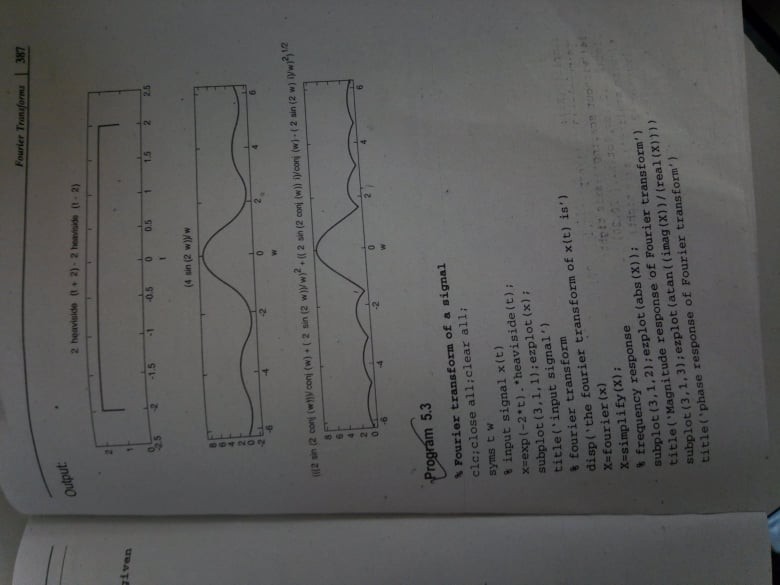 Fourier Transforms | 387
Output:
2 heaviside (t + 2) - 2 heaviside (t - 2)
2
1
0
-2.5 -2 -1.5 -1 -0.5 0 0.5 1 1.5 2 2.5
t
(4 sin (2 w))/w
8
6
4
2
0
-2
-6 -4 -2 0 2 4 6
w
(((2 sin (2 conj (w)))/ conj (w) + ( 2 sin (2 w))/ w)² + (( 2 sin (2 conj (w)) i)/conj (w) - ( 2 sin (2 w) i)/w)²)1/2
8
6
4
2
0
-6 -4 -2 0 2 4 6
w
Program 5.3
% Fourier transform of a signal
clc;close all;clear all;
syms t w
% input signal x(t)
x=exp(-2*t).*heaviside(t);
subplot(3,1,1);ezplot(x);
title('input signal')
% fourier transform
disp('the fourier transform of x(t) is')
X=fourier(x)
X=simplify(X);
% frequency response
subplot(3,1,2);ezplot(abs(X));
title('Magnitude response of Fourier transform')
subplot(3,1,3);ezplot(atan((imag(X))/(real(X))))
title('phase response of Fourier transform')
given